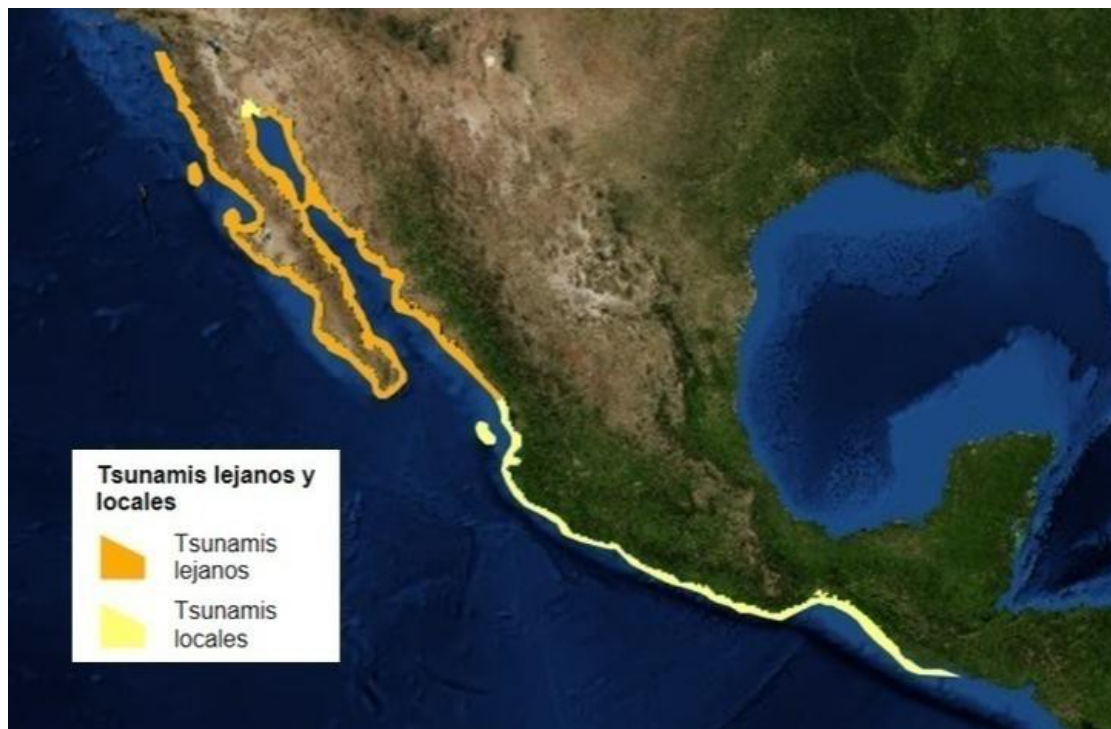 Tsunamis lejanos y
locales
Tsunamis
lejanos
Tsunamis
locales